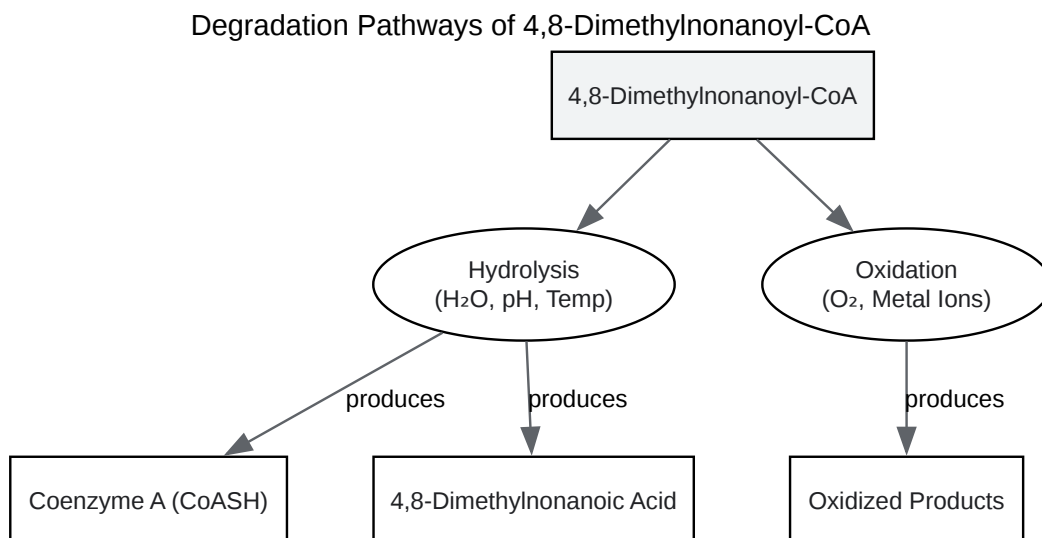 Degradation Pathways of 4,8-Dimethylnonanoyl-CoA
4,8-Dimethylnonanoyl-CoA
Hydrolysis
(H₂O, pH, Temp)
Oxidation
(O₂, Metal Ions)
produces
produces
produces
Coenzyme A (CoASH)
4,8-Dimethylnonanoic Acid
Oxidized Products